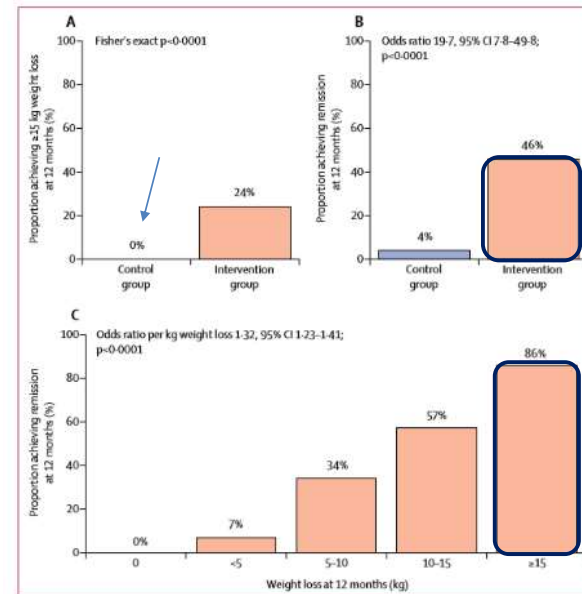 A
Fisher's exact p<0·0001
100
80
60
40
20
0
Proportion achieving ≥15 kg weight loss
at 12 months (%)
0%
24%
Control
group
Intervention
group
B
Odds ratio 19·7, 95% CI 7·8–49·8;
p<0·0001
100
80
60
40
20
0
Proportion achieving remission
at 12 months (%)
4%
46%
Control
group
Intervention
group
C
Odds ratio per kg weight loss 1·32, 95% CI 1·23–1·41;
p<0·0001
100
80
60
40
20
0
Proportion achieving remission
at 12 months (%)
0%
7%
34%
57%
86%
0
<5
5–10
10–15
≥15
Weight loss at 12 months (kg)